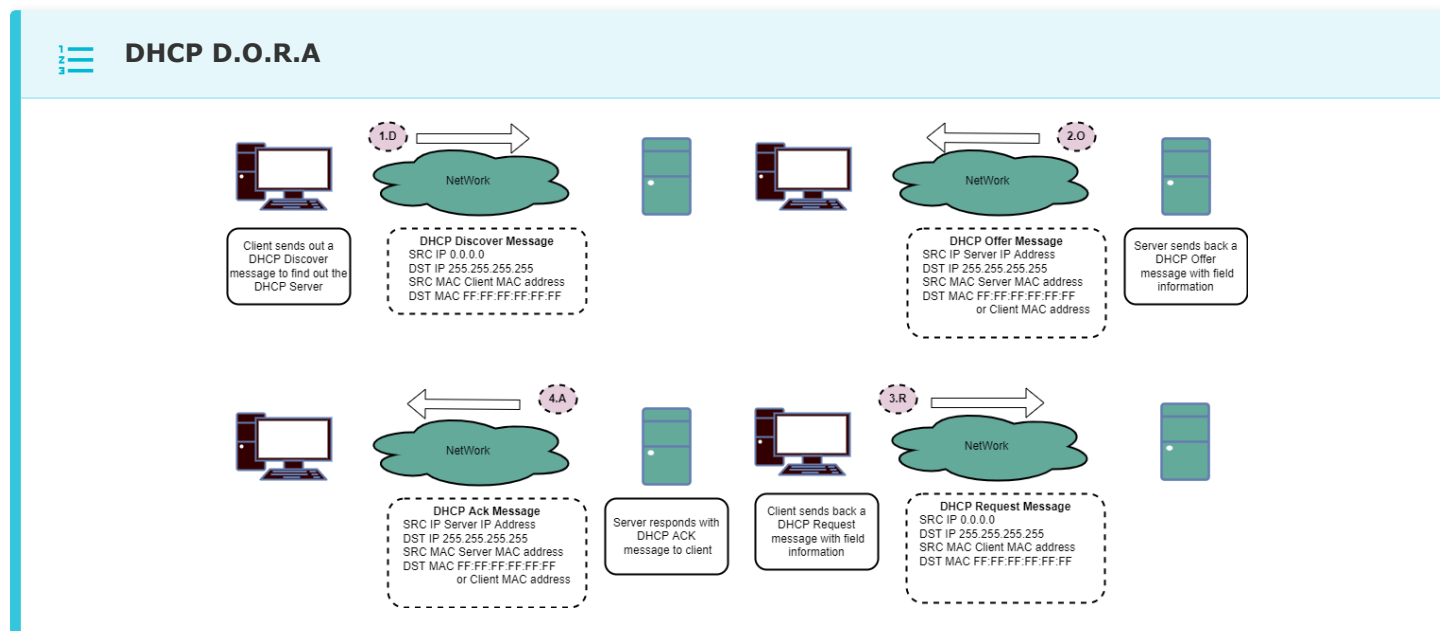 1
2
3
DHCP D.O.R.A
1.D
NetWork
Client sends out a
DHCP Discover
message to find out the
DHCP Server
DHCP Discover Message
SRC IP 0.0.0.0
DST IP 255.255.255.255
SRC MAC Client MAC address
DST MAC FF:FF:FF:FF:FF:FF
2.O
NetWork
DHCP Offer Message
SRC IP Server IP Address
DST IP 255.255.255.255
SRC MAC Server MAC address
DST MAC FF:FF:FF:FF:FF:FF
or Client MAC address
Server sends back a
DHCP Offer
message with field
information
4.A
NetWork
DHCP Ack Message
SRC IP Server IP Address
DST IP 255.255.255.255
SRC MAC Server MAC address
DST MAC FF:FF:FF:FF:FF:FF
or Client MAC address
Server responds with
DHCP ACK
message to client
3.R
NetWork
Client sends back a
DHCP Request
message with field
information
DHCP Request Message
SRC IP 0.0.0.0
DST IP 255.255.255.255
SRC MAC Client MAC address
DST MAC FF:FF:FF:FF:FF:FF